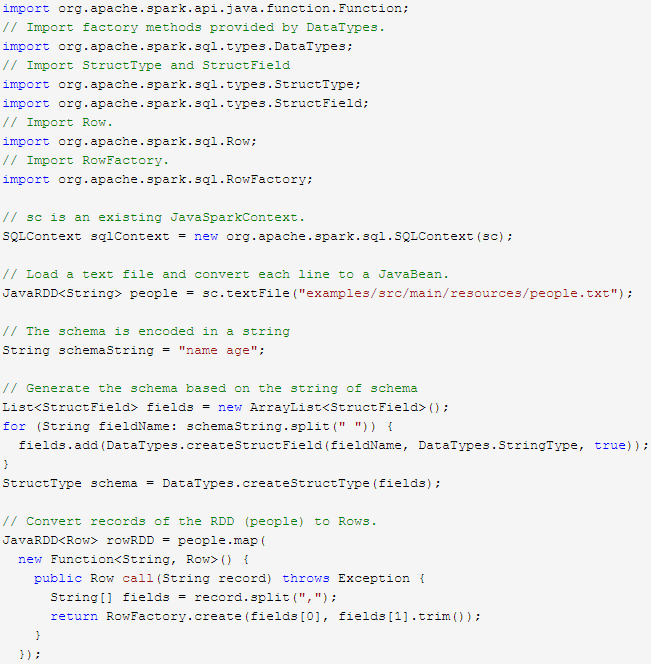 import org.apache.spark.api.java.function.Function;
// Import factory methods provided by DataTypes.
import org.apache.spark.sql.types.DataTypes;
// Import StructType and StructField
import org.apache.spark.sql.types.StructType;
import org.apache.spark.sql.types.StructField;
// Import Row.
import org.apache.spark.sql.Row;
// Import RowFactory.
import org.apache.spark.sql.RowFactory;

// sc is an existing JavaSparkContext.
SQLContext sqlContext = new org.apache.spark.sql.SQLContext(sc);

// Load a text file and convert each line to a JavaBean.
JavaRDD<String> people = sc.textFile("examples/src/main/resources/people.txt");

// The schema is encoded in a string
String schemaString = "name age";

// Generate the schema based on the string of schema
List<StructField> fields = new ArrayList<StructField>();
for (String fieldName: schemaString.split(" ")) {
  fields.add(DataTypes.createStructField(fieldName, DataTypes.StringType, true));
}
StructType schema = DataTypes.createStructType(fields);

// Convert records of the RDD (people) to Rows.
JavaRDD<Row> rowRDD = people.map(
  new Function<String, Row>() {
    public Row call(String record) throws Exception {
      String[] fields = record.split(",");
      return RowFactory.create(fields[0], fields[1].trim());
    }
  });